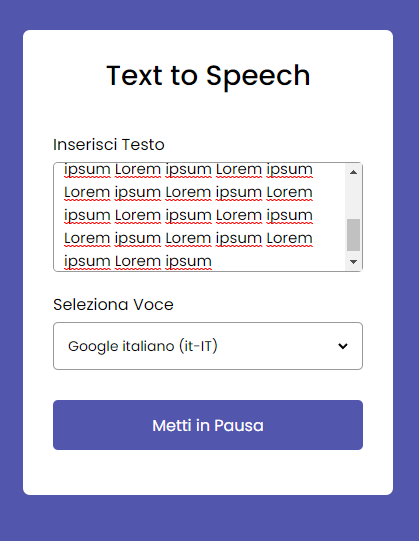 Text to Speech
Inserisci Testo
ipsum Lorem ipsum Lorem ipsum
Lorem ipsum Lorem ipsum Lorem
ipsum Lorem ipsum Lorem ipsum
Lorem ipsum Lorem ipsum Lorem
ipsum Lorem ipsum
Seleziona Voce
Google italiano (it-IT)
Metti in Pausa